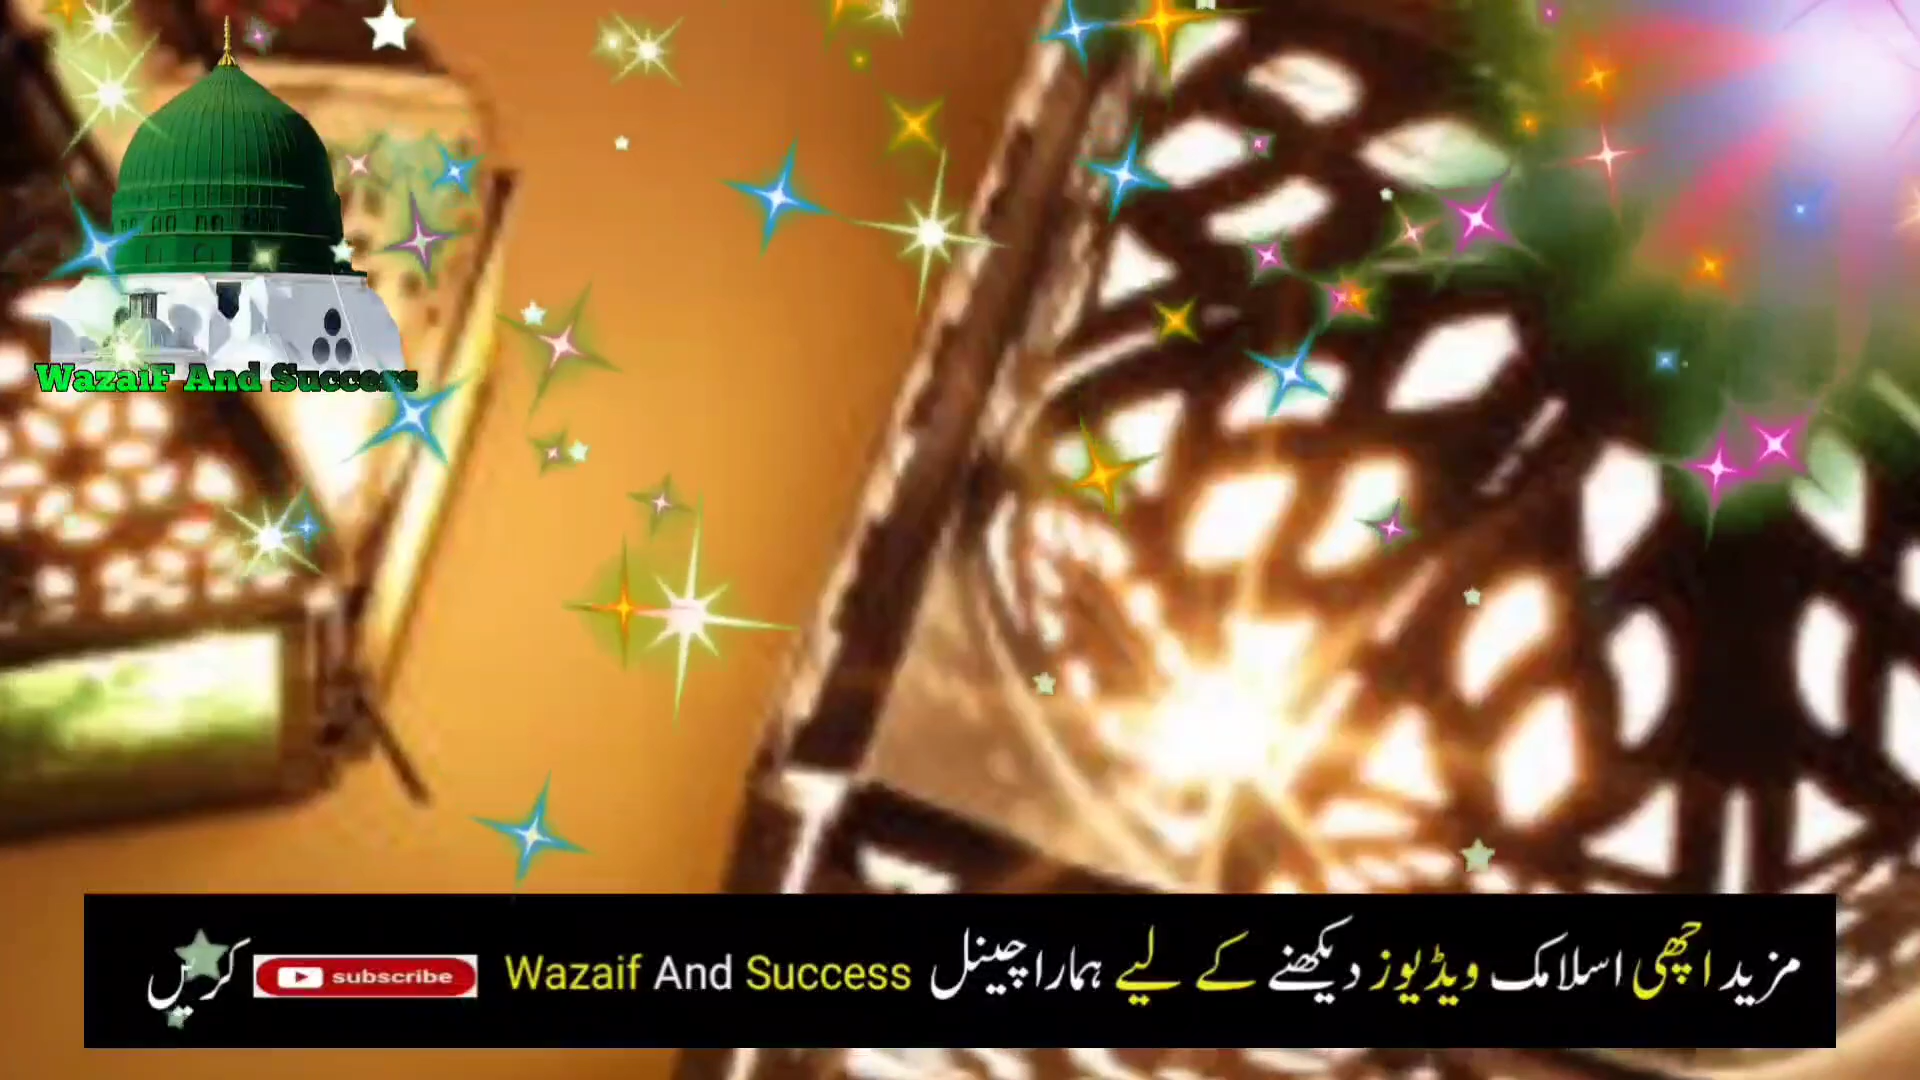 WazaiF And Success
مزید اچھی اسلامک ویڈیوز دیکھنے کے لیے ہمارا چینل Wazaif And Success subscribe کریں